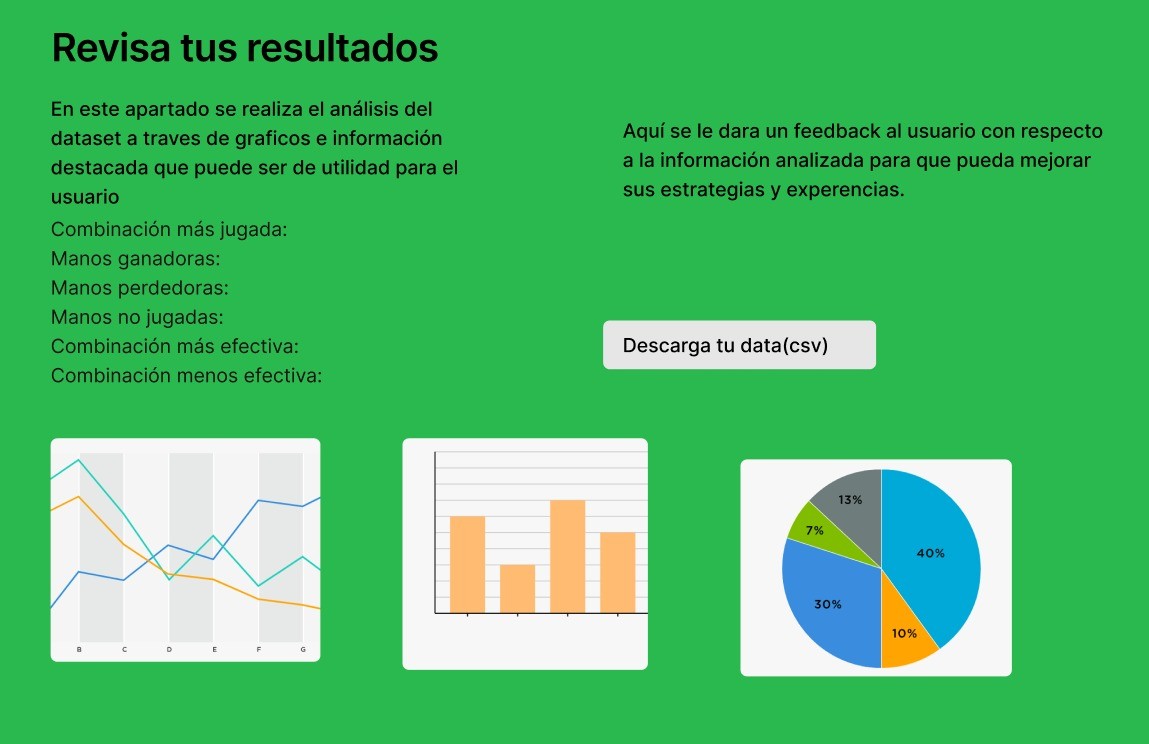 Revisa tus resultados
En este apartado se realiza el análisis del
dataset a traves de graficos e información
destacada que puede ser de utilidad para el
usuario
Combinación más jugada:
Manos ganadoras:
Manos perdedoras:
Manos no jugadas:
Combinación más efectiva:
Combinación menos efectiva:
Aquí se le dara un feedback al usuario con respecto
a la información analizada para que pueda mejorar
sus estrategias y experencias.
Descarga tu data(csv)
B C D E F G
13%
7%
40%
30%
10%